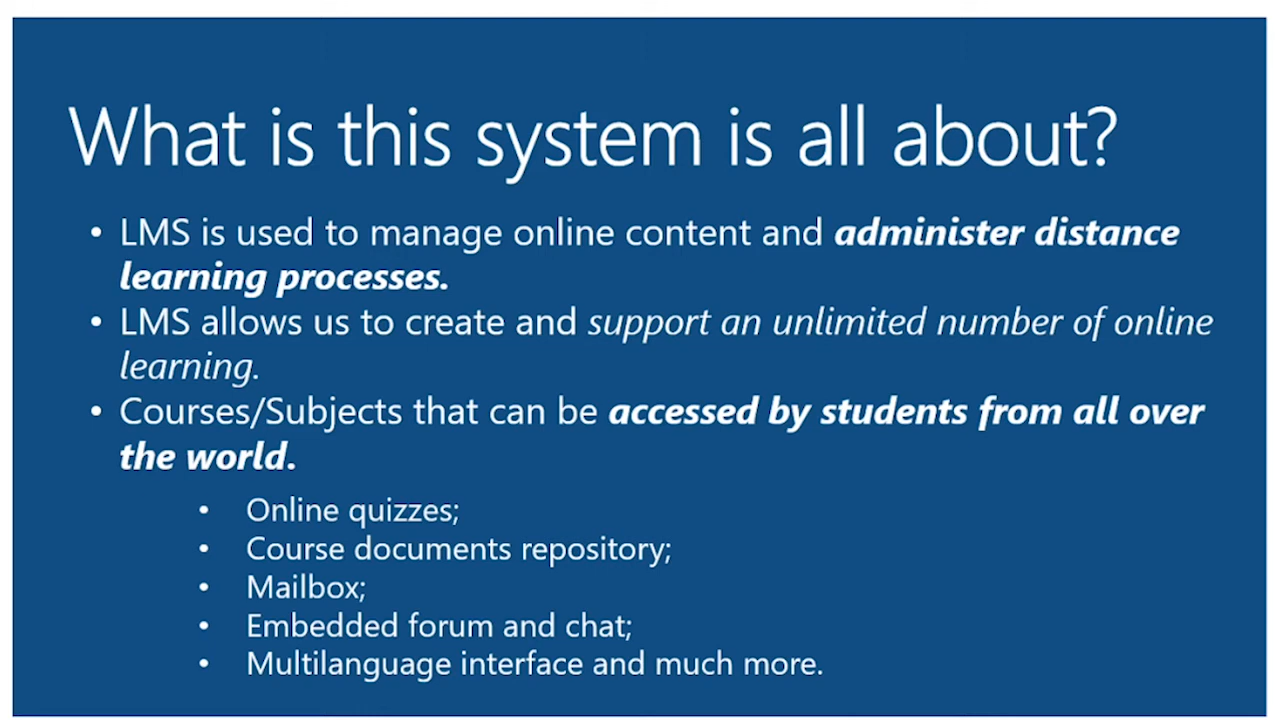 What is this system is all about?
• LMS is used to manage online content and administer distance
learning processes.
• LMS allows us to create and support an unlimited number of online
learning.
• Courses/Subjects that can be accessed by students from all over
the world.
• Online quizzes;
• Course documents repository;
• Mailbox;
• Embedded forum and chat;
• Multilanguage interface and much more.